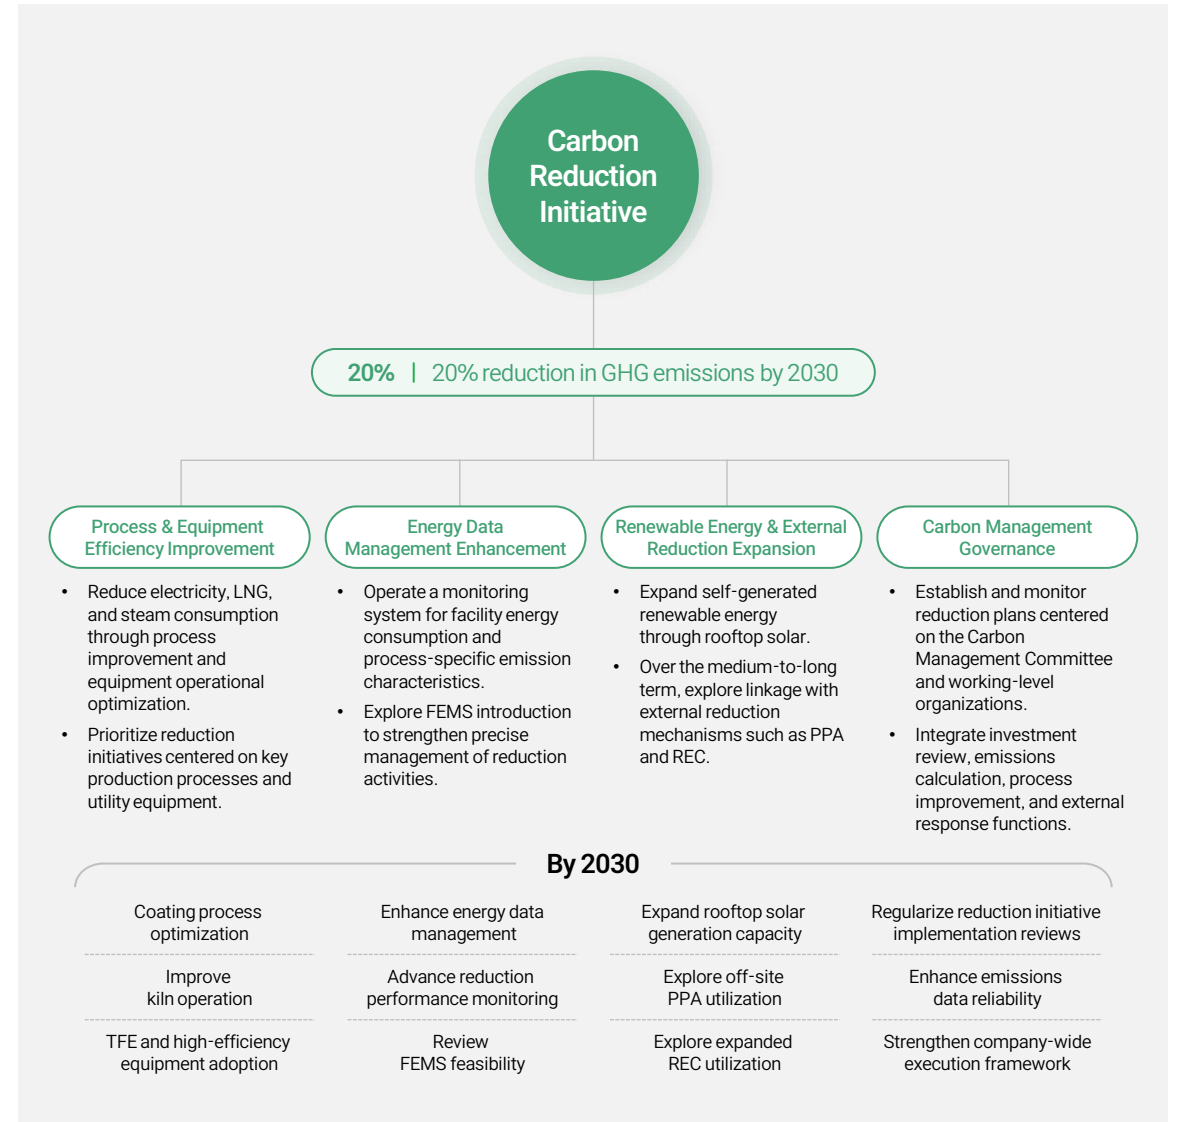 Carbon
Reduction
Initiative
20% | 20% reduction in GHG emissions by 2030
Process & Equipment
Efficiency Improvement
• Reduce electricity, LNG,
and steam consumption
through process
improvement and
equipment operational
optimization.
• Prioritize reduction
initiatives centered on key
production processes and
utility equipment.
Energy Data
Management Enhancement
• Operate a monitoring
system for facility energy
consumption and
process-specific emission
characteristics.
• Explore FEMS introduction
to strengthen precise
management of reduction
activities.
Renewable Energy & External
Reduction Expansion
• Expand self-generated
renewable energy
through rooftop solar.
• Over the medium-to-long
term, explore linkage with
external reduction
mechanisms such as PPA
and REC.
Carbon Management
Governance
• Establish and monitor
reduction plans centered
on the Carbon
Management Committee
and working-level
organizations.
• Integrate investment
review, emissions
calculation, process
improvement, and external
response functions.
By 2030
Coating process
optimization
Improve
kiln operation
TFE and high-efficiency
equipment adoption
Enhance energy data
management
Advance reduction
performance monitoring
Review
FEMS feasibility
Expand rooftop solar
generation capacity
Explore off-site
PPA utilization
Explore expanded
REC utilization
Regularize reduction initiative
implementation reviews
Enhance emissions
data reliability
Strengthen company-wide
execution framework